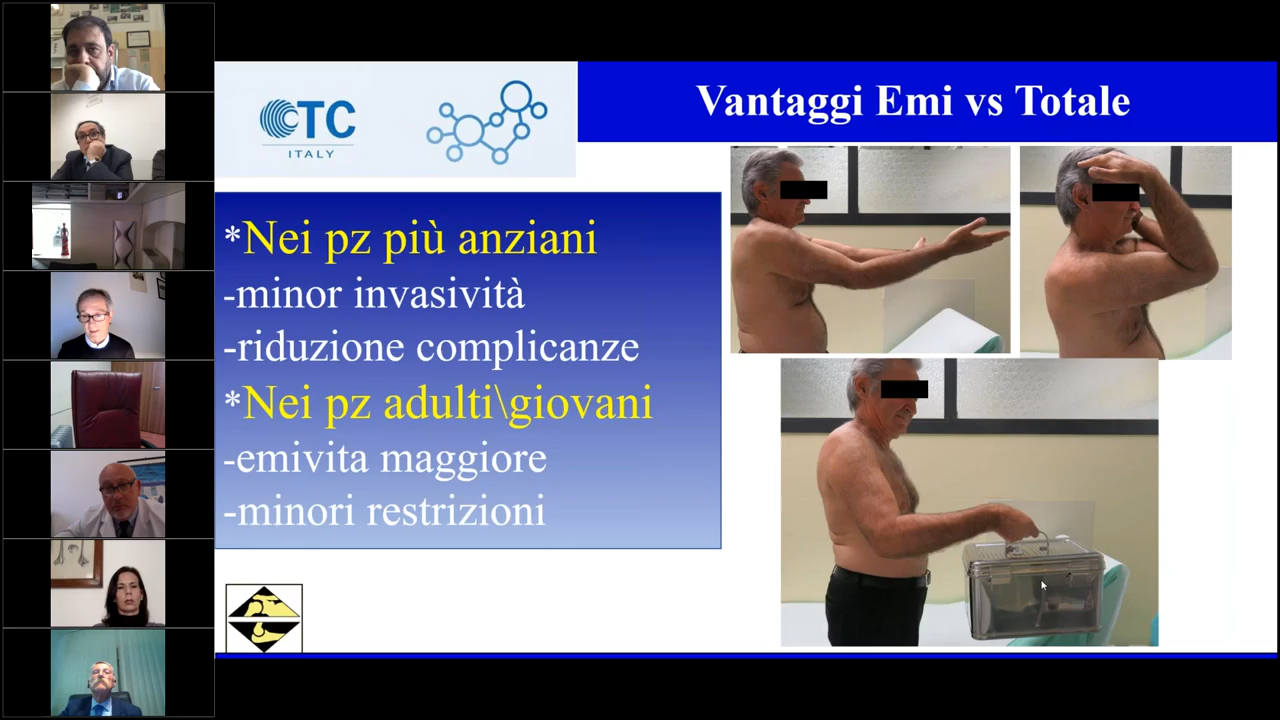 CTC
ITALY
Vantaggi Emi vs Totale
*Nei pz più anziani
-minor invasività
-riduzione complicanze
*Nei pz adulti\giovani
-emivita maggiore
-minori restrizioni